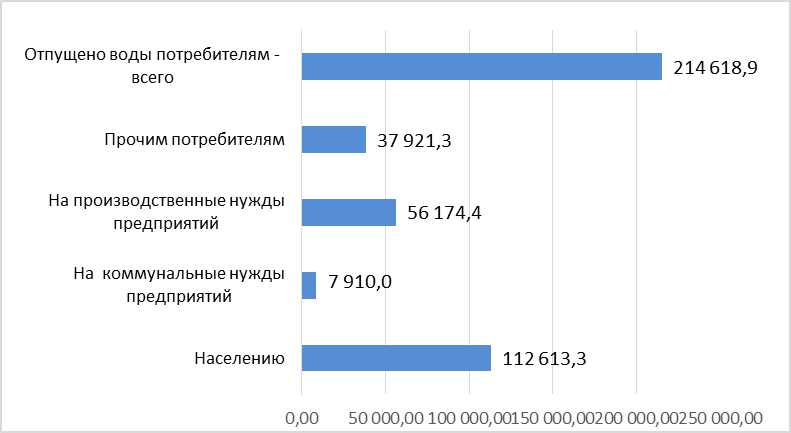 Отпущено воды потребителям -
всего
214 618,9
Прочим потребителям
37 921,3
На производственные нужды
предприятий
56 174,4
На  коммунальные нужды
предприятий
7 910,0
Населению
112 613,3
0,00 50 000,00 100 000,00 150 000,00 200 000,00 250 000,00